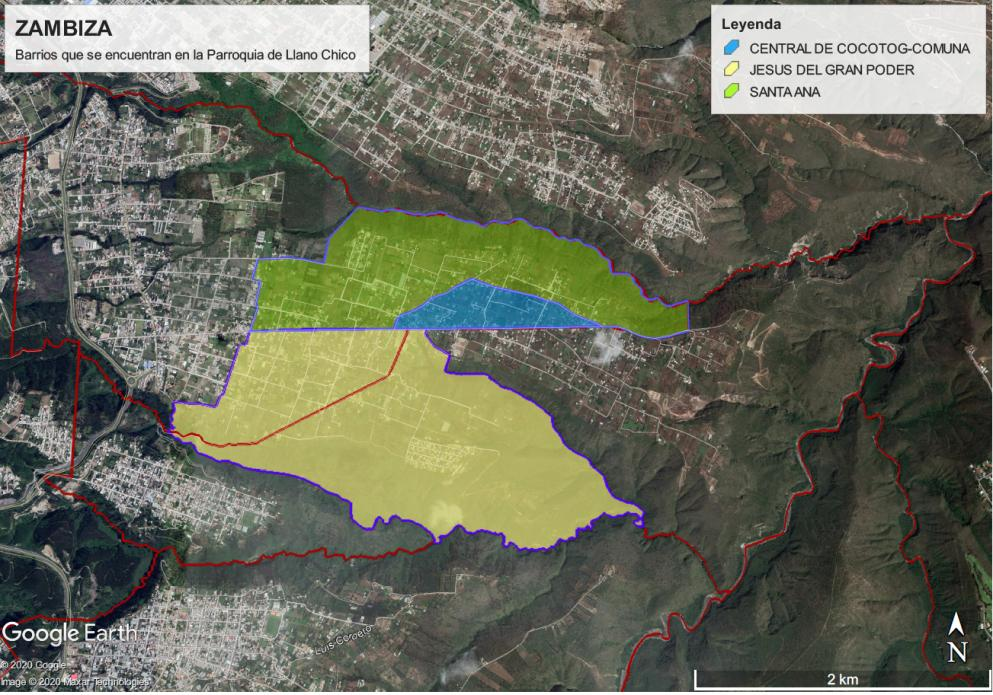 ZAMBIZA
Barrios que se encuentran en la Parroquia de Llano Chico
Leyenda
CENTRAL DE COCOTOG-COMUNA
JESUS DEL GRAN PODER
SANTA ANA
Luis Cordero
Google Earth
© 2020 Google
Image © 2020 Maxar Technologies
N
2 km